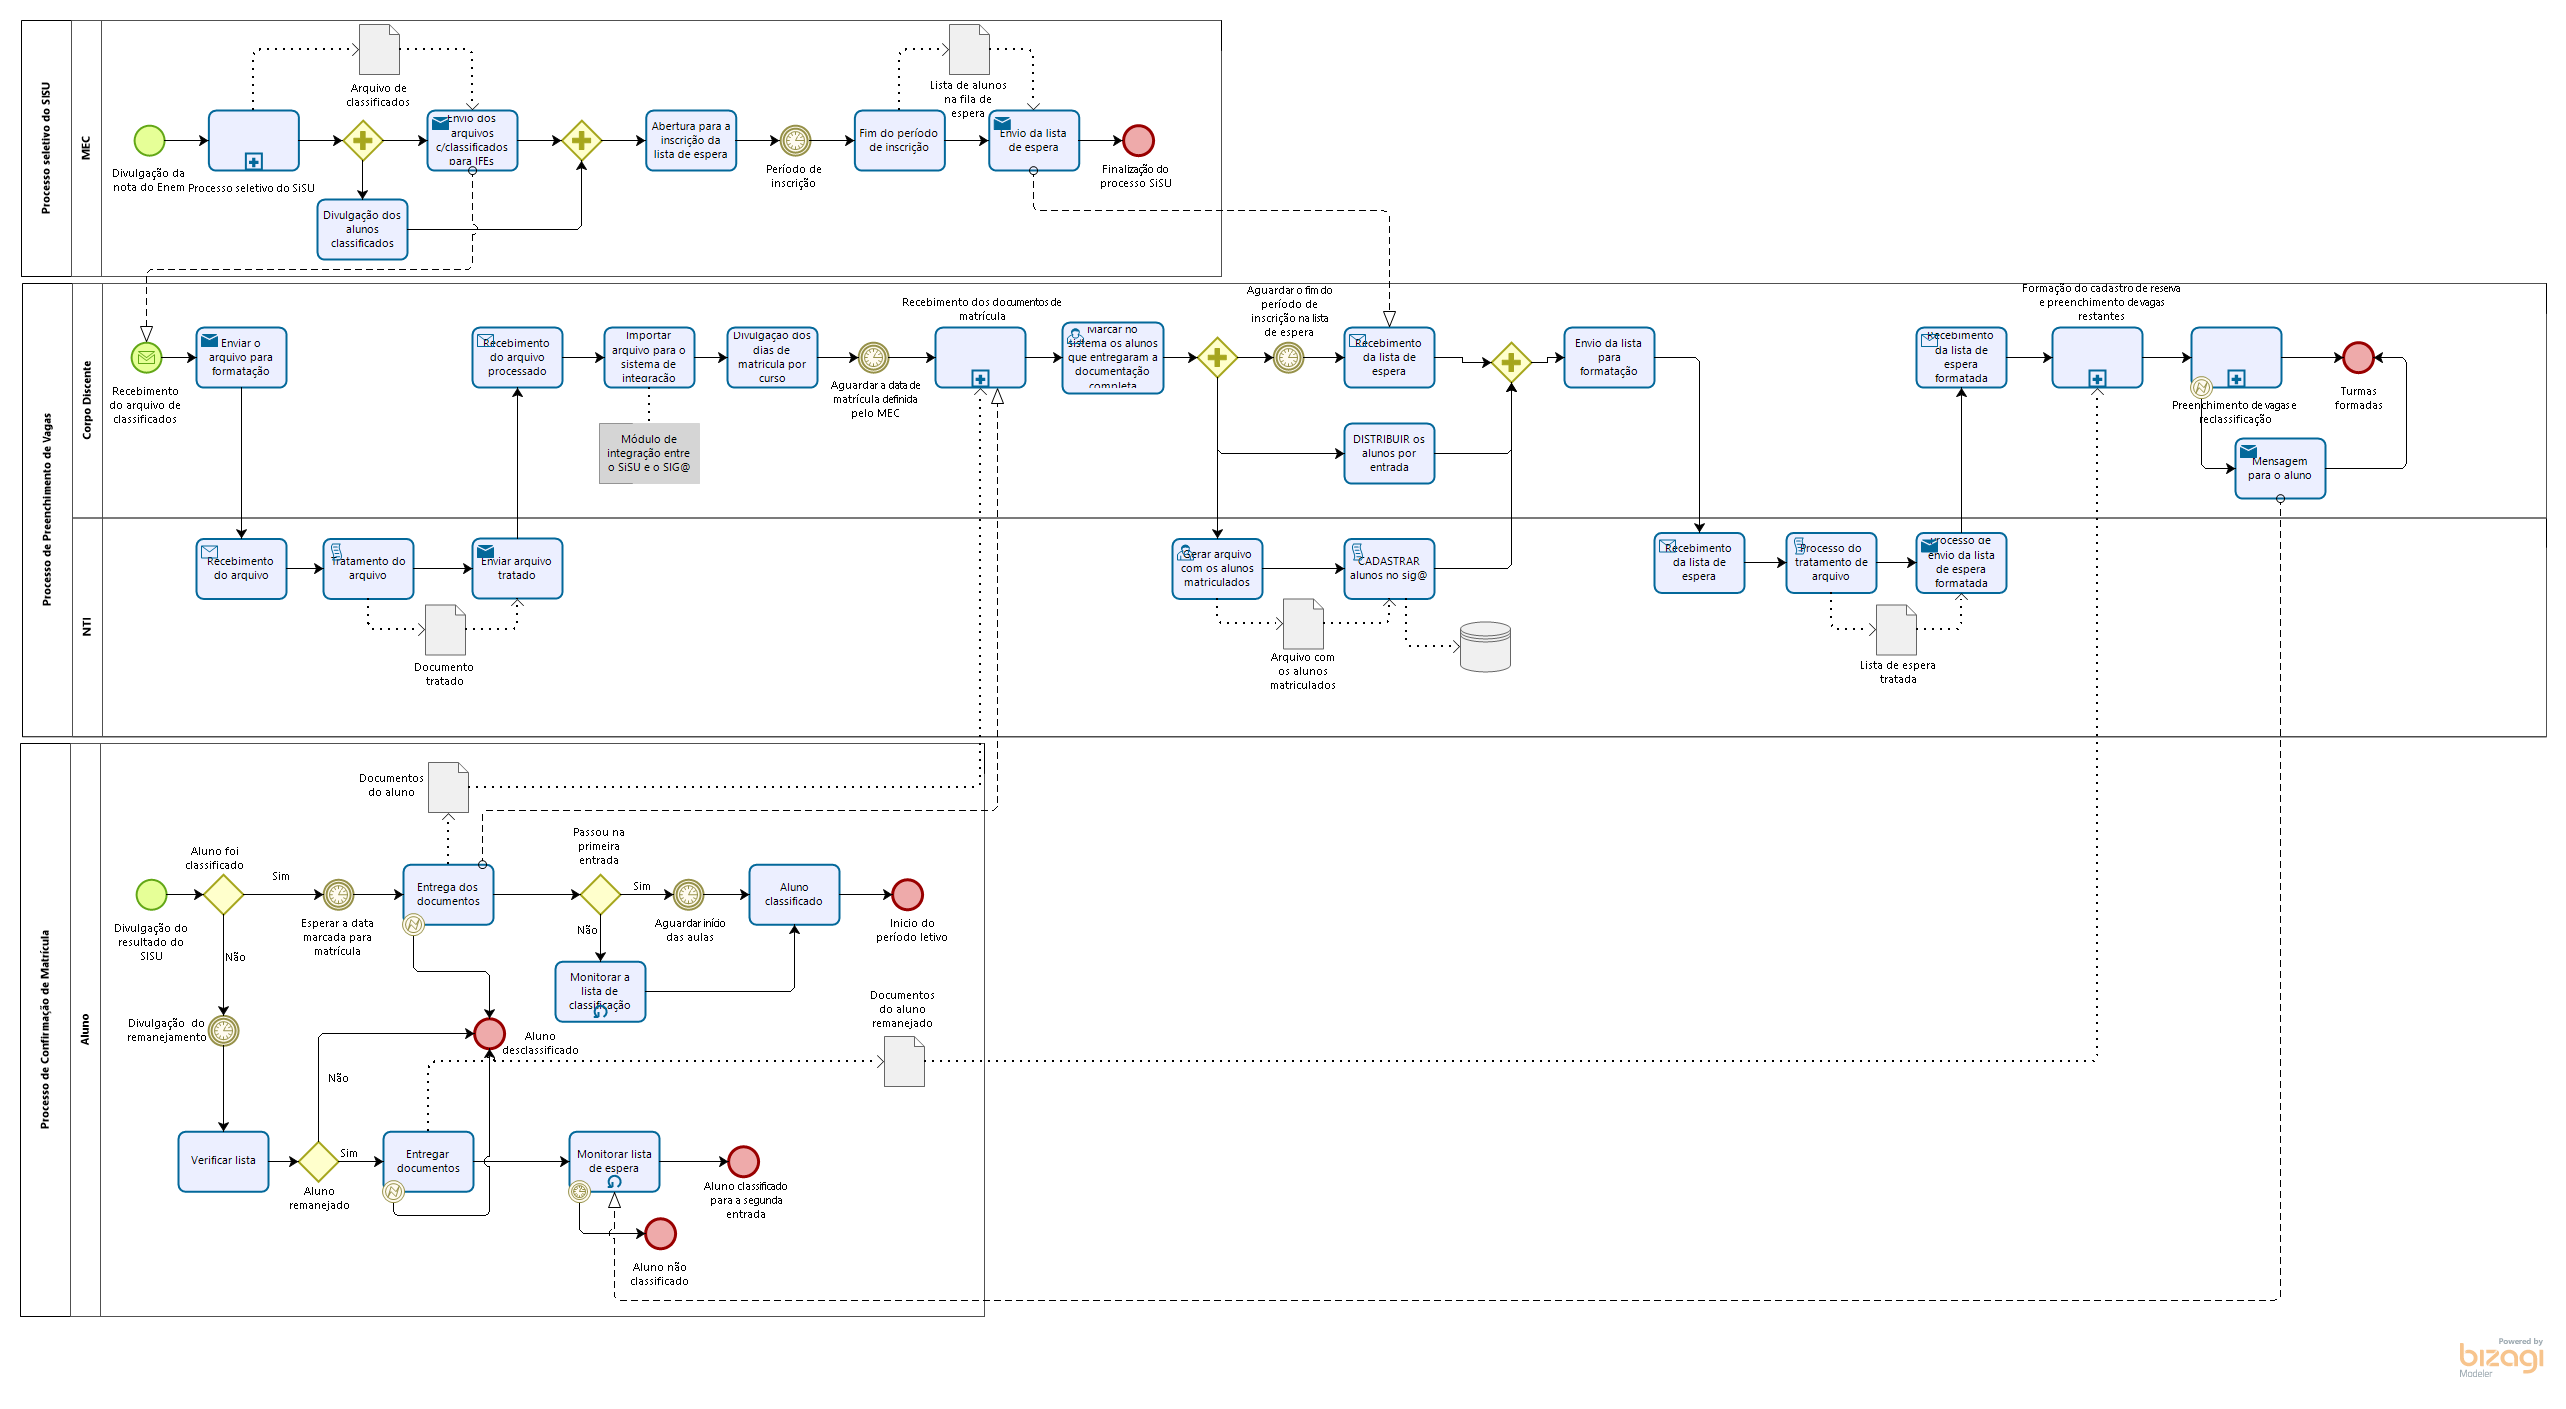 Processo seletivo do SISU
MEC
Divulgação da
nota do Enem
Processo seletivo do SiSU
Arquivo de
classificados
Envio dos
arquivos
c/classificados
para IFEs
Divulgação dos
alunos
classificados
Abertura para a
inscrição da
lista de espera
Período de
inscrição
Fim do período
de inscrição
Lista de alunos
na fila de
espera
Envio da lista
de espera
Finalização do
processo SiSU
Processo de Preenchimento de Vagas
Corpo Discente
Recebimento
do arquivo de
classificados
Enviar o
arquivo para
formatação
Recebimento
do arquivo
processado
Importar
arquivo para o
sistema de
integração
Módulo de
integração entre
o SiSU e o SIG@
Divulgação dos
dias de
matricula por
curso
Aguardar a data de
matrícula definida
pelo MEC
Recebimento dos documentos de
matrícula
Marcar no
sistema os alunos
que entregaram a
documentação
completa
Aguardar o fim do
período de
inscrição na lista
de espera
Recebimento
da lista de
espera
DISTRIBUIR os
alunos por
entrada
Envio da lista
para
formatação
Recebimento
da lista de
espera
formatada
Formação do cadastro de reserva
e preenchimento de vagas
restantes
Preenchimento de vagas e
reclassificação
Mensagem
para o aluno
Turmas
formadas
NTI
Recebimento
do arquivo
Tratamento do
arquivo
Documento
tratado
Enviar arquivo
tratado
Gerar arquivo
com os alunos
matriculados
Arquivo com
os alunos
matriculados
CADASTRAR
alunos no sig@
Recebimento
da lista de
espera
Processo do
tratamento de
arquivo
Lista de espera
tratada
Processo de
envio da lista
de espera
formatada
Processo de Confirmação de Matrícula
Aluno
Divulgação do
resultado do
SISU
Aluno foi
classificado
Sim
Não
Esperar a data
marcada para
matrícula
Documentos
do aluno
Entrega dos
documentos
Passou na
primeira
entrada
Sim
Não
Aguardar início
das aulas
Aluno
classificado
Inicio do
período letivo
Monitorar a
lista de
classificação
Divulgação do
remanejamento
Aluno
desclassificado
Documentos
do aluno
remanejado
Não
Verificar lista
Aluno
remanejado
Sim
Entregar
documentos
Monitorar lista
de espera
Aluno classificado
para a segunda
entrada
Aluno não
classificado
Powered by
bizagi
Modeler